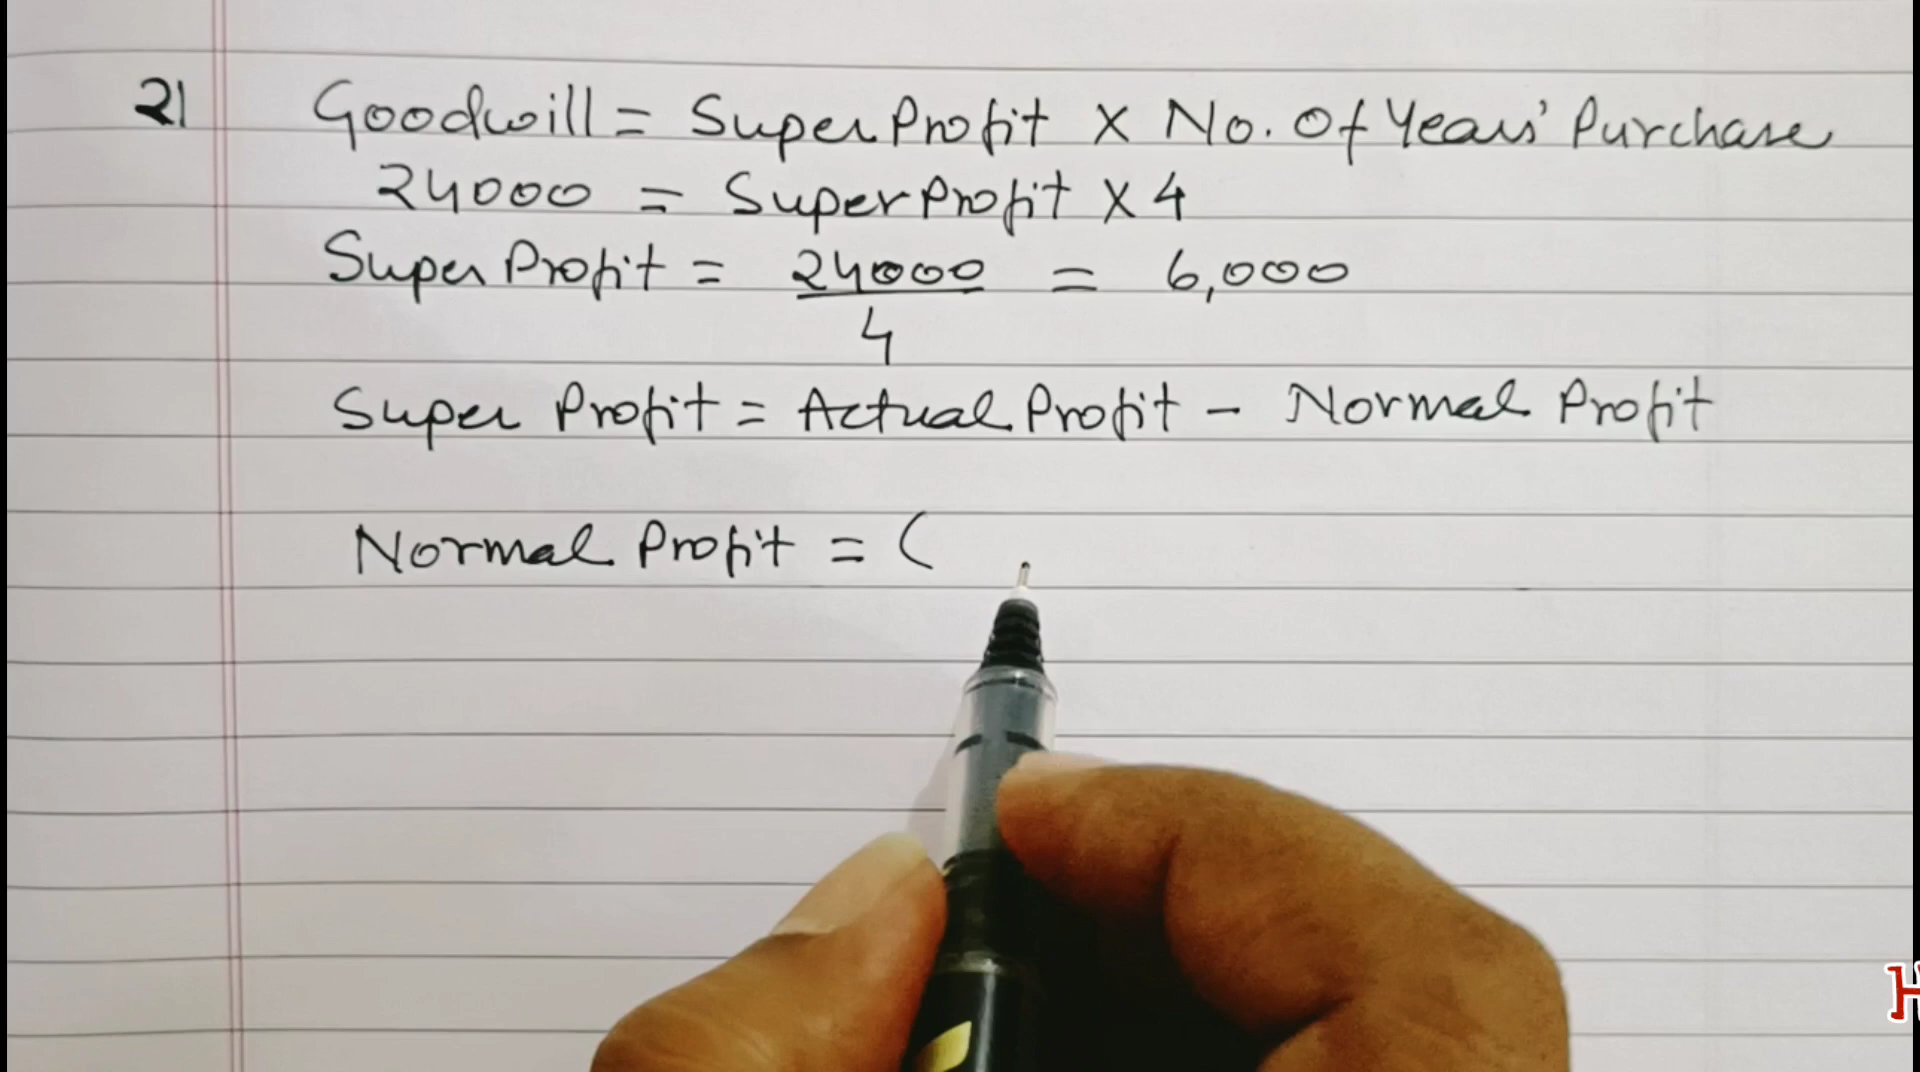 21 Goodwill = Super Profit X No. Of Years' Purchase
24000 = Super Profit X 4
Super Profit = 24000 = 6,000
4
Super Profit = Actual Profit - Normal Profit
Normal Profit = (
H